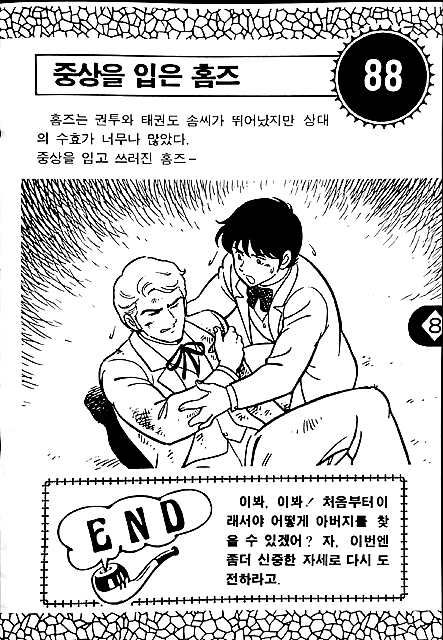 중상을 입은 홈즈
88
홈즈는 권투와 태권도 솜씨가 뛰어났지만 상대
의 수효가 너무나 많았다.
중상을 입고 쓰러진 홈즈-
8
END
이봐, 이봐! 처음부터 이
래서야 어떻게 아버지를 찾
을 수 있겠어? 자, 이번엔
좀더 신중한 자세로 다시 도
전하라고.